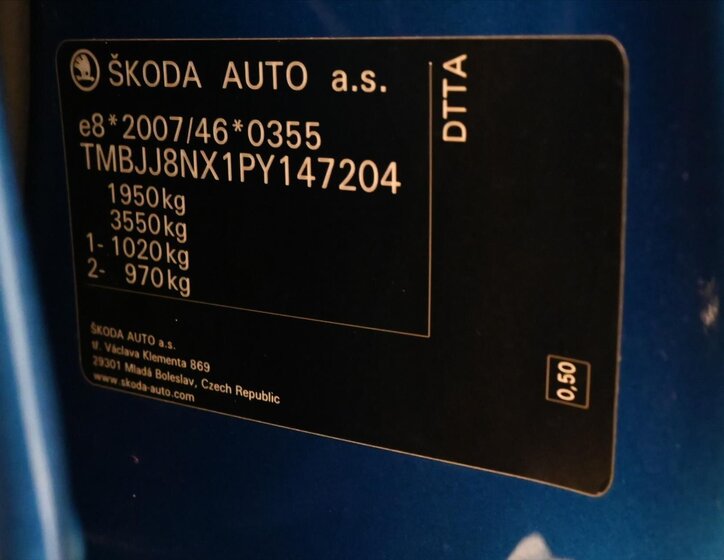 ŠKODA AUTO a.s.
e8*2007/46*0355
TMBJJ8NX1PY147204
1950kg
3550kg
1- 1020kg
2- 970kg
ŠKODA AUTO a.s.
tř. Václava Klementa 869
29301 Mladá Boleslav, Czech Republic
www.skoda-auto.com
DTTA
0,50